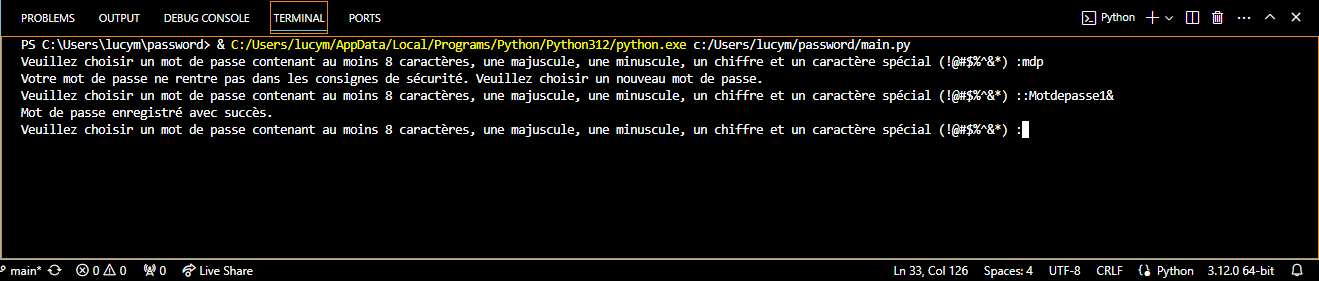 PROBLEMS OUTPUT DEBUG CONSOLE TERMINAL PORTS Python
PS C:\Users\lucym\password> & C:/Users/lucym/AppData/Local/Programs/Python/Python312/python.exe c:/Users/lucym/password/main.py
Veuillez choisir un mot de passe contenant au moins 8 caractères, une majuscule, une minuscule, un chiffre et un caractère spécial (!@#$%^&*) :mdp
Votre mot de passe ne rentre pas dans les consignes de sécurité. Veuillez choisir un nouveau mot de passe.
Veuillez choisir un mot de passe contenant au moins 8 caractères, une majuscule, une minuscule, un chiffre et un caractère spécial (!@#$%^&*) ::Motdepasse1&
Mot de passe enregistré avec succès.
Veuillez choisir un mot de passe contenant au moins 8 caractères, une majuscule, une minuscule, un chiffre et un caractère spécial (!@#$%^&*) :
main* 0 0 0 Live Share Ln 33, Col 126 Spaces: 4 UTF-8 CRLF Python 3.12.0 64-bit